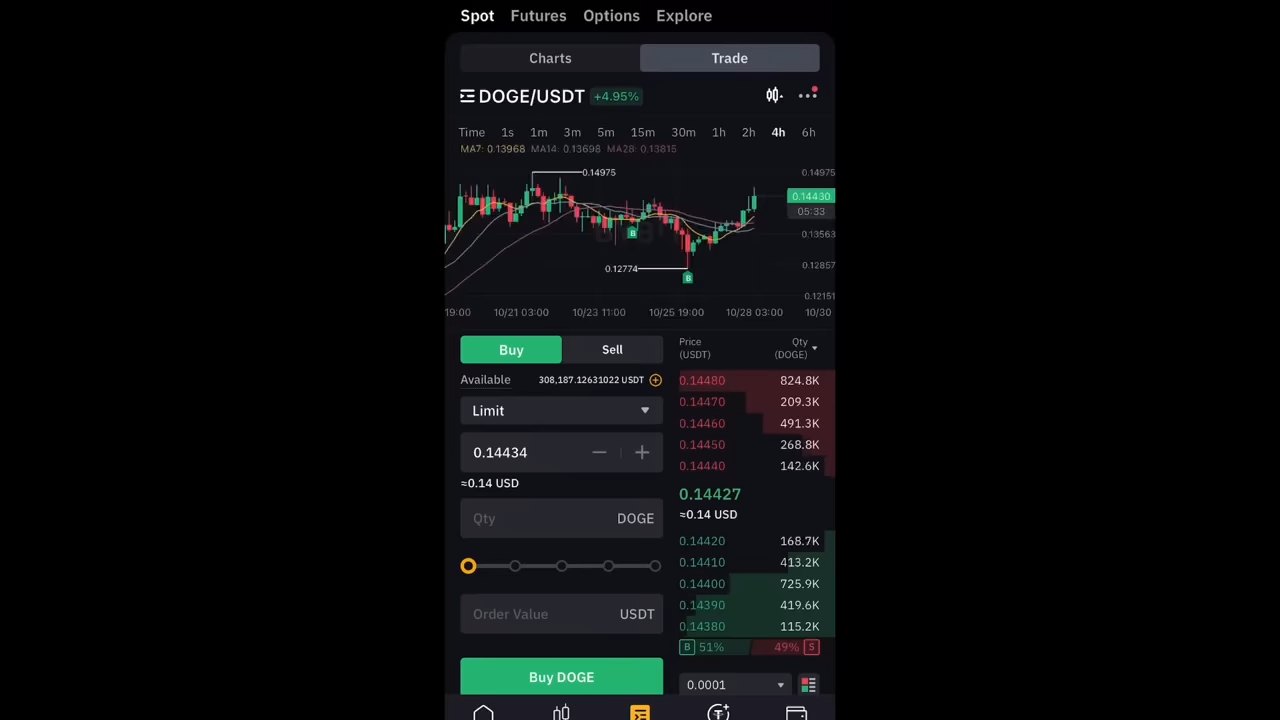 Spot Futures Options Explore
Charts Trade
DOGE/USDT +4.95%
Time 1s 1m 3m 5m 15m 30m 1h 2h 4h 6h
MA7: 0.13968 MA14: 0.13698 MA28: 0.13815
0.14975 0.14975
0.14430
05:33
B
0.13563
0.12774 0.12857
B
0.12151
19:00 10/21 03:00 10/23 11:00 10/25 19:00 10/28 03:00 10/30
Buy Sell
Available 308,187.12631022 USDT
Limit
0.14434
≈0.14 USD
Qty DOGE
Order Value USDT
Buy DOGE
Price Qty
(USDT) (DOGE)
0.14480 824.8K
0.14470 209.3K
0.14460 491.3K
0.14450 268.8K
0.14440 142.6K
0.14427
≈0.14 USD
0.14420 168.7K
0.14410 413.2K
0.14400 725.9K
0.14390 419.6K
0.14380 115.2K
B 51% 49% S
0.0001